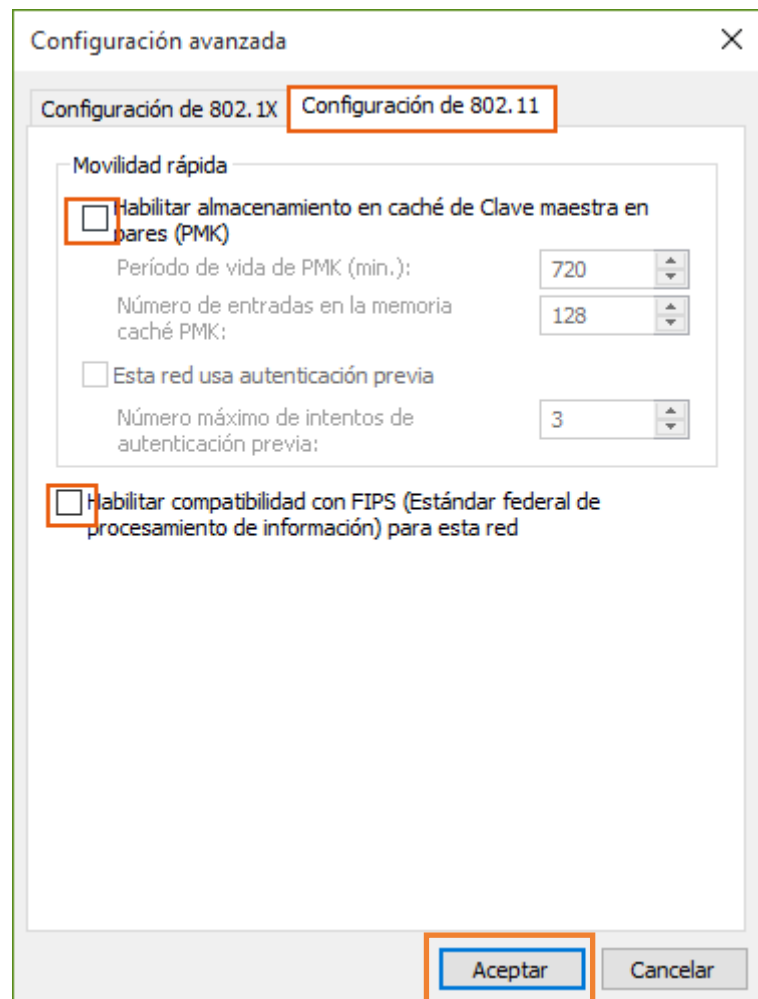 Configuración avanzada
Configuración de 802.1X
Configuración de 802.11
Movilidad rápida
Habilitar almacenamiento en caché de Clave maestra en
pares (PMK)
Período de vida de PMK (min.):
720
Número de entradas en la memoria
caché PMK:
128
Esta red usa autenticación previa
Número máximo de intentos de
autenticación previa:
3
Habilitar compatibilidad con FIPS (Estándar federal de
procesamiento de información) para esta red
Aceptar
Cancelar